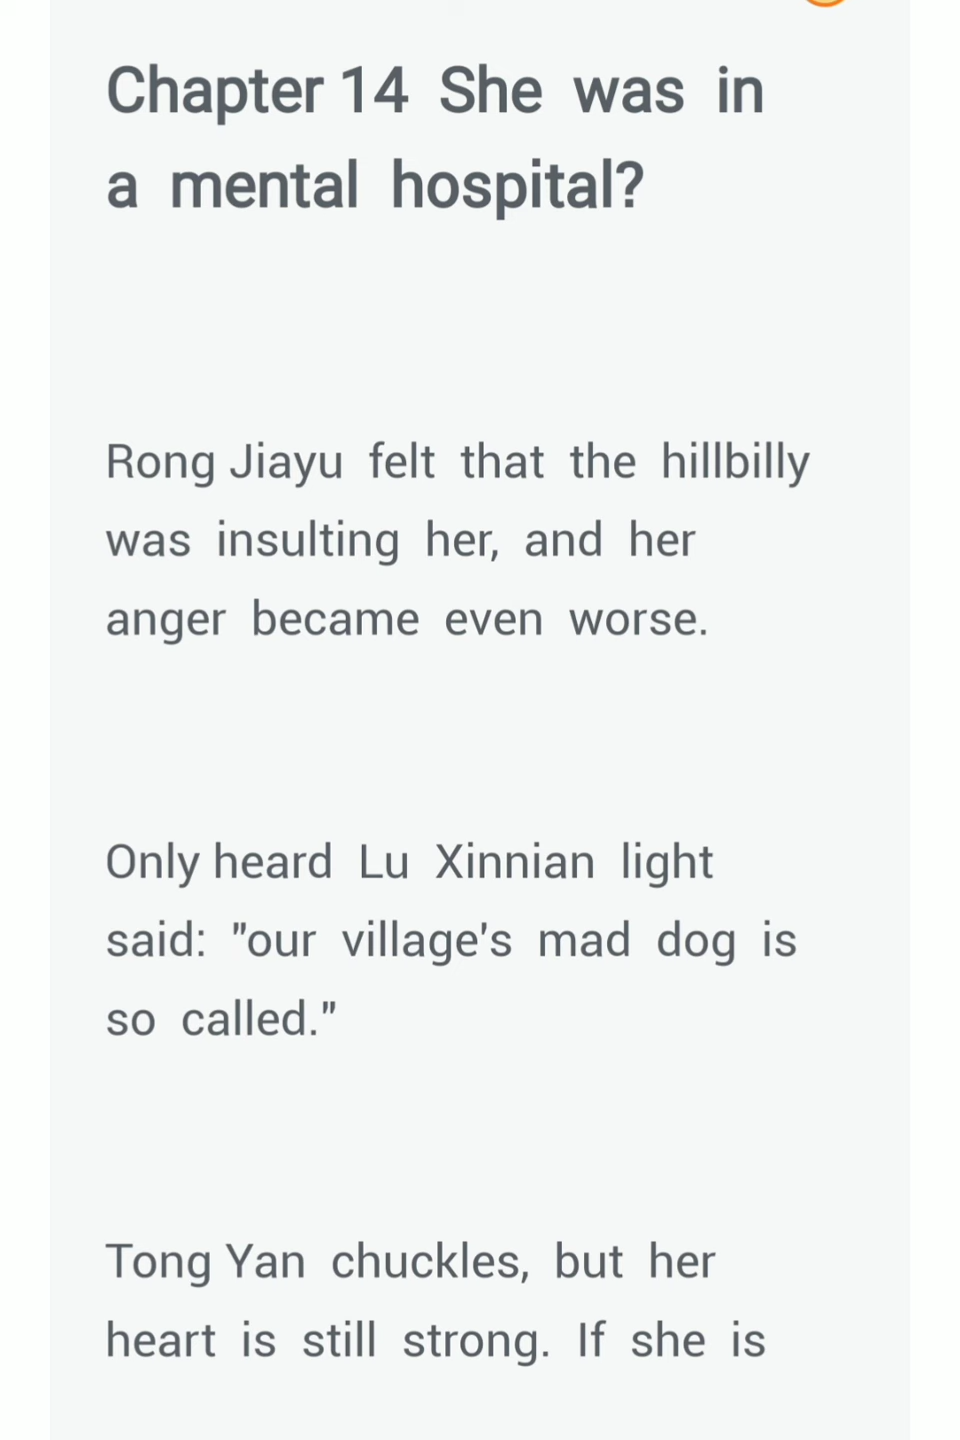 Chapter 14 She was in
a mental hospital?
Rong Jiayu felt that the hillbilly
was insulting her, and her
anger became even worse.
Only heard Lu Xinnian light
said: "our village's mad dog is
so called."
Tong Yan chuckles, but her
heart is still strong. If she is